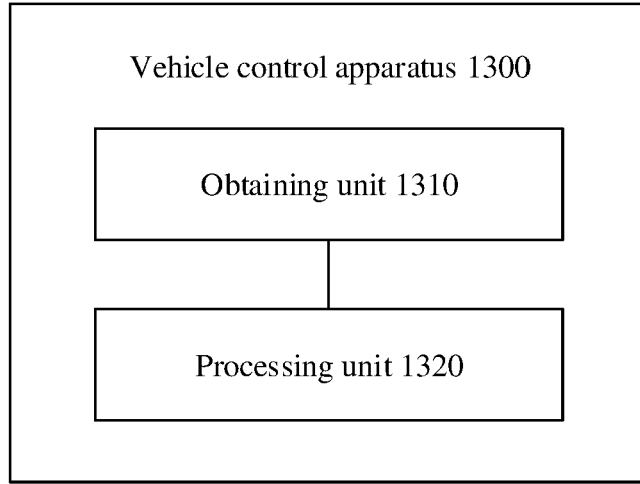 Vehicle control apparatus 1300
Obtaining unit 1310
Processing unit 1320